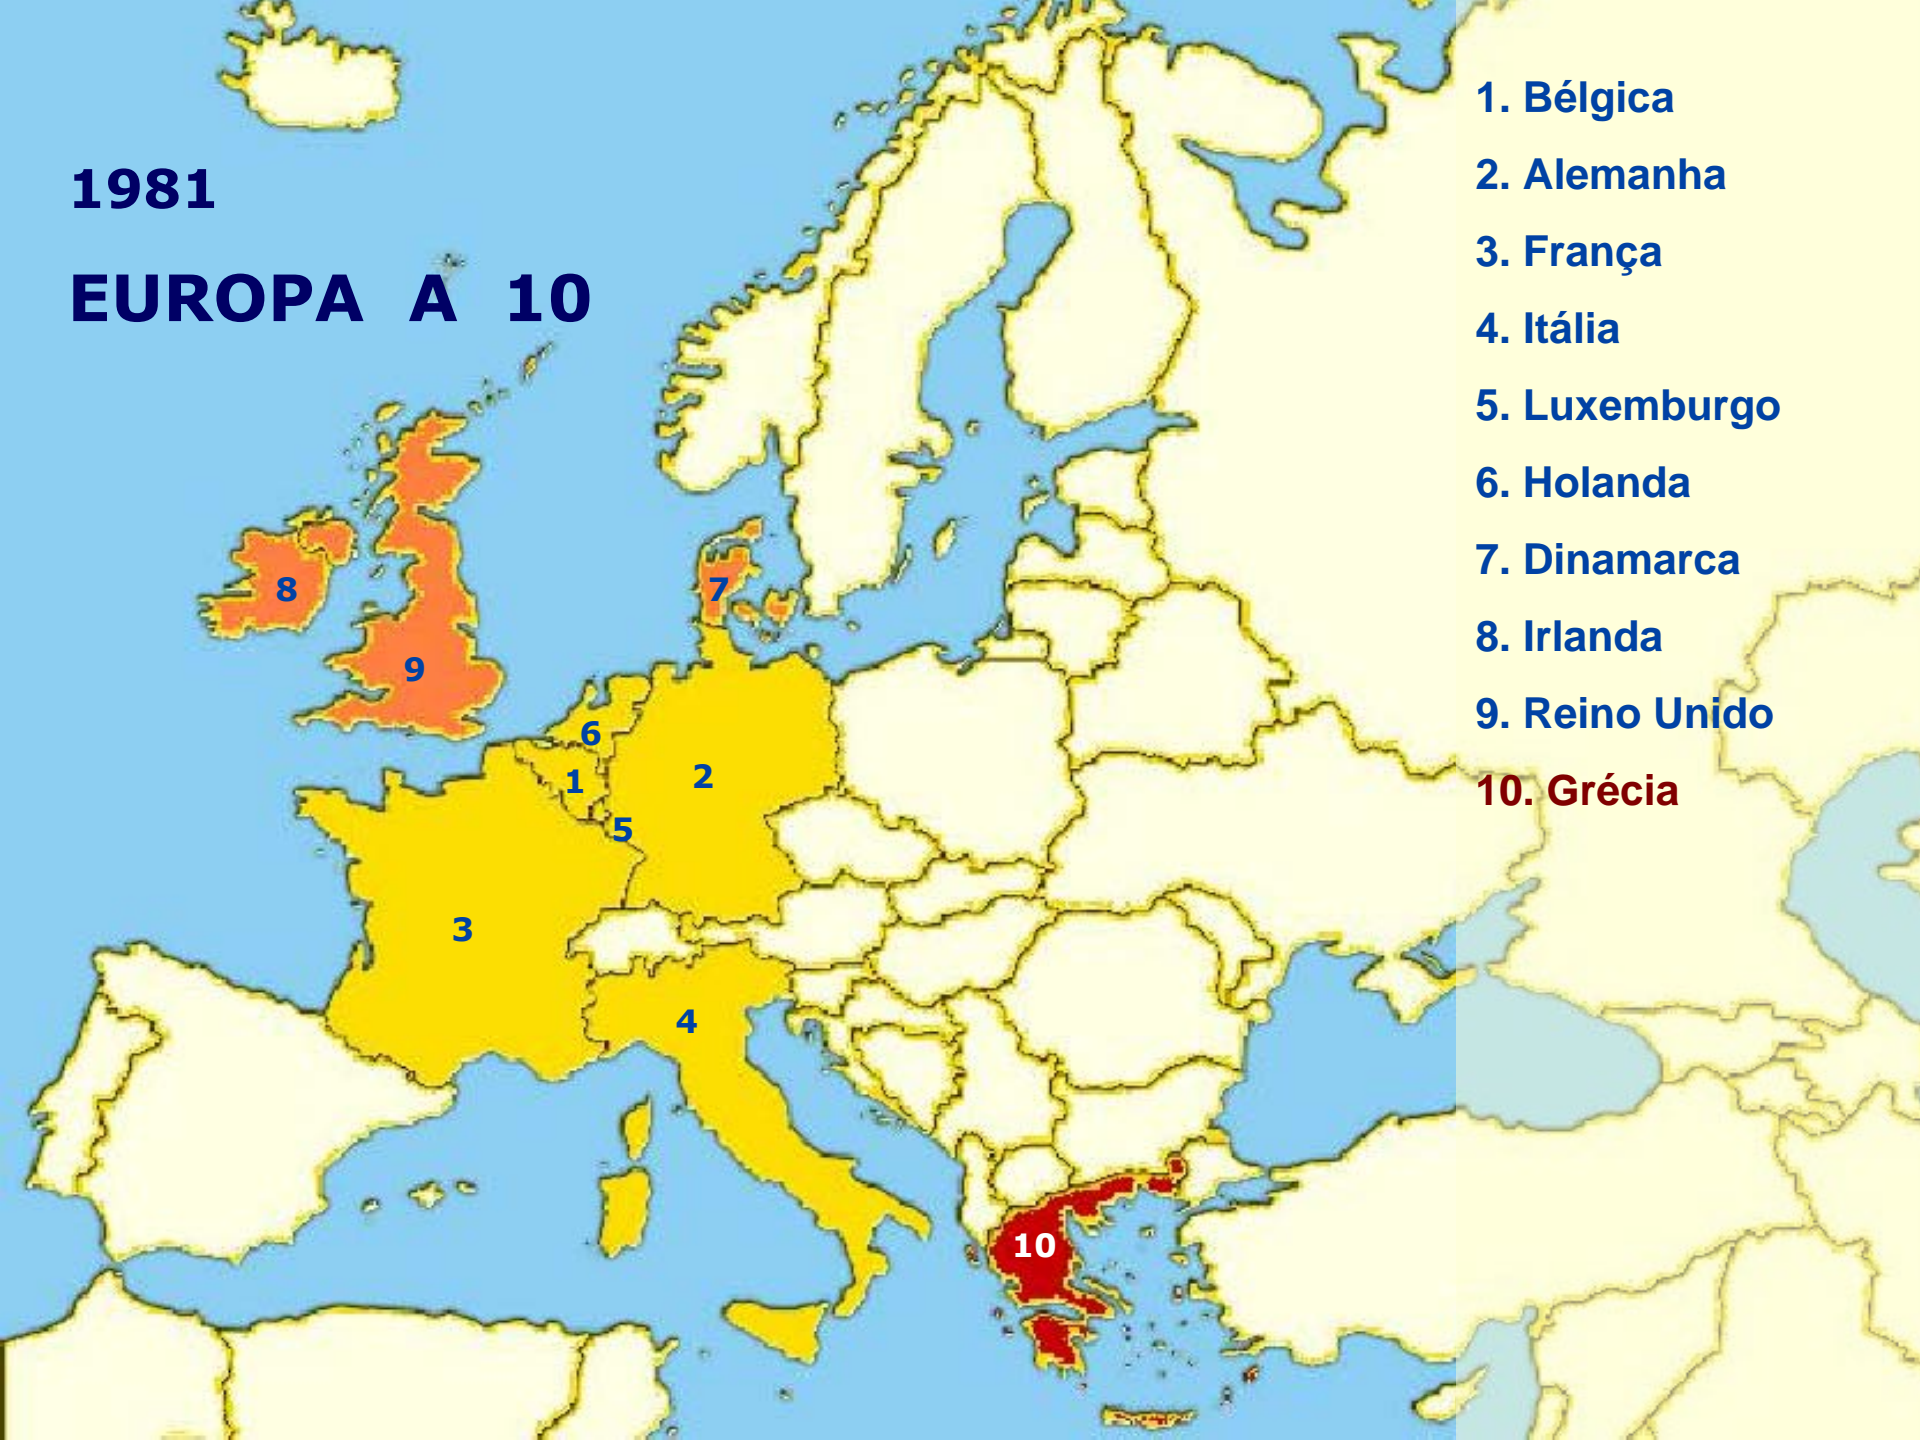 1981
EUROPA A 10
1. Bélgica
2. Alemanha
3. França
4. Itália
5. Luxemburgo
6. Holanda
7. Dinamarca
8. Irlanda
9. Reino Unido
10. Grécia
8
7
9
6
1
2
5
3
4
10